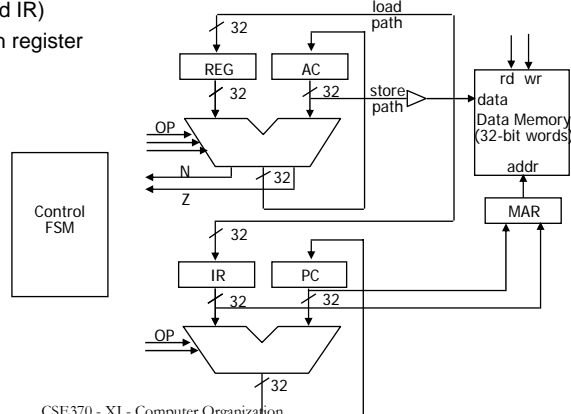 d IR)
n register
load
path
32
REG
AC
32
32
store
path
rd wr
data
Data Memory
(32-bit words)
addr
OP
N
Z
32
MAR
Control
FSM
32
IR
PC
32
32
OP
32
CSE370 - XI - Computer Organization